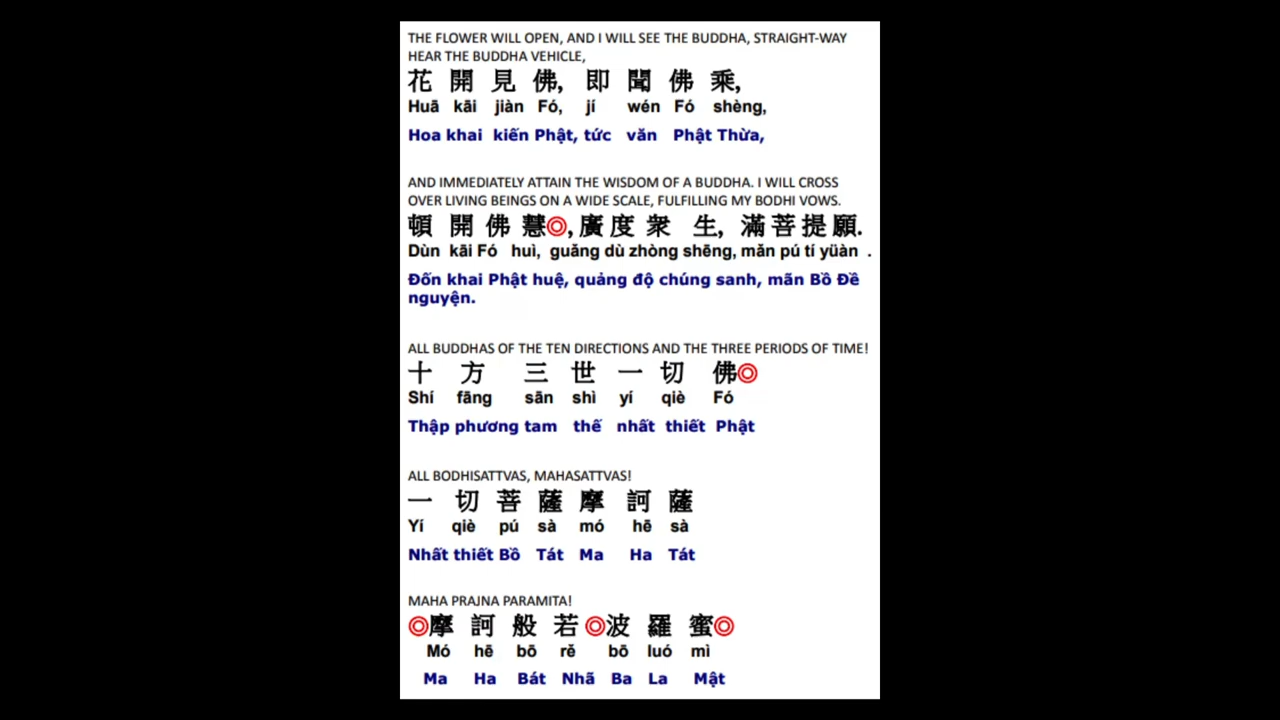 THE FLOWER WILL OPEN, AND I WILL SEE THE BUDDHA, STRAIGHT-WAY
HEAR THE BUDDHA VEHICLE,
花 開 見 佛, 即 聞 佛 乘,
Huā kāi jiàn Fó, jí wén Fó shèng,
Hoa khai kiến Phật, tức văn Phật Thừa,
AND IMMEDIATELY ATTAIN THE WISDOM OF A BUDDHA. I WILL CROSS
OVER LIVING BEINGS ON A WIDE SCALE, FULFILLING MY BODHI VOWS.
頓 開 佛 慧◎, 廣 度 衆 生, 滿 菩 提 願.
Dùn kāi Fó huì, guǎng dù zhòng shēng, mǎn pú tí yüàn .
Đốn khai Phật huệ, quảng độ chúng sanh, mãn Bồ Đề
nguyện.
ALL BUDDHAS OF THE TEN DIRECTIONS AND THE THREE PERIODS OF TIME!
十 方 三 世 一 切 佛◎
Shí fāng sān shì yí qiè Fó
Thập phương tam thế nhất thiết Phật
ALL BODHISATTVAS, MAHASATTVAS!
一 切 菩 薩 摩 訶 薩
Yí qiè pú sà mó hē sà
Nhất thiết Bồ Tát Ma Ha Tát
MAHA PRAJNA PARAMITA!
◎摩 訶 般 若 ◎波 羅 蜜◎
Mó hē bō rě bō luó mì
Ma Ha Bát Nhã Ba La Mật